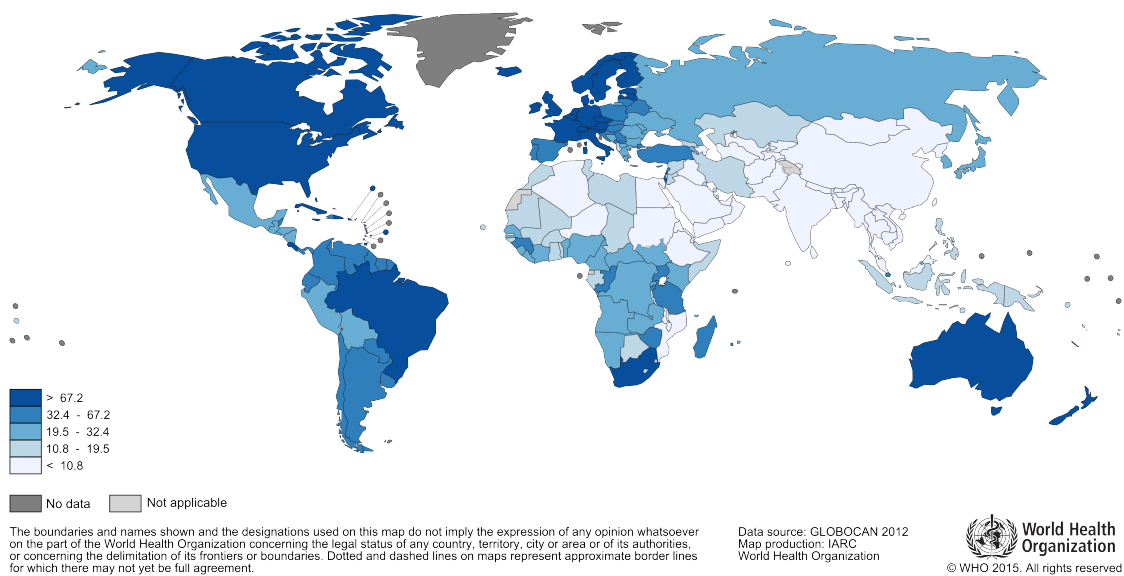 > 67.2
32.4 - 67.2
19.5 - 32.4
10.8 - 19.5
< 10.8
No data
Not applicable
The boundaries and names shown and the designations used on this map do not imply the expression of any opinion whatsoever
on the part of the World Health Organization concerning the legal status of any country, territory, city or area or of its authorities,
or concerning the delimitation of its frontiers or boundaries. Dotted and dashed lines on maps represent approximate border lines
for which there may not yet be full agreement.
Data source: GLOBOCAN 2012
Map production: IARC
World Health Organization
World Health
Organization
© WHO 2015. All rights reserved